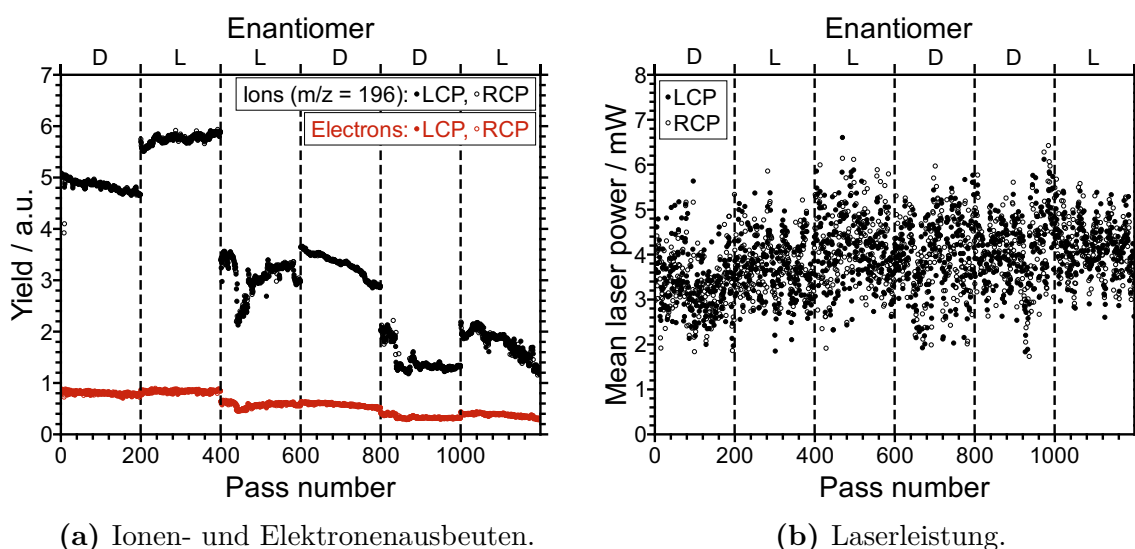 Enantiomer
D L L D D L
7
6
5
4
3
2
1
0
Yield / a.u.
Ions (m/z = 196): •LCP, ◦RCP
Electrons: •LCP, ◦RCP
0 200 400 600 800 1000
Pass number
(a) Ionen- und Elektronenausbeuten.
Enantiomer
D L L D D L
8
7
6
5
4
3
2
1
0
Mean laser power / mW
•LCP
◦RCP
0 200 400 600 800 1000
Pass number
(b) Laserleistung.